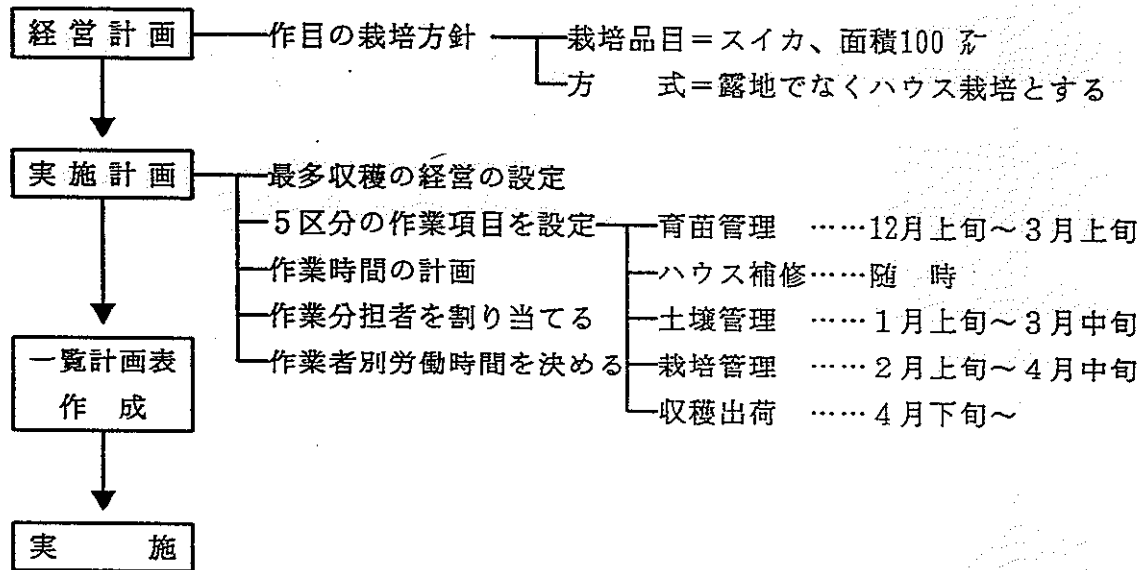 経営計画 作目の栽培方針 栽培品目＝スイカ、面積100㌃
方　　式＝露地でなくハウス栽培とする
実施計画 最多収穫の経営の設定
5区分の作業項目を設定 育苗管理 ……12月上旬～3月上旬
作業時間の計画 ハウス補修……随　時
作業分担者を割り当てる 土壌管理 ……1月上旬～3月中旬
一覧計画表 作業者別労働時間を決める 栽培管理 ……2月上旬～4月中旬
作　成 収穫出荷 ……4月下旬～
実　　　施